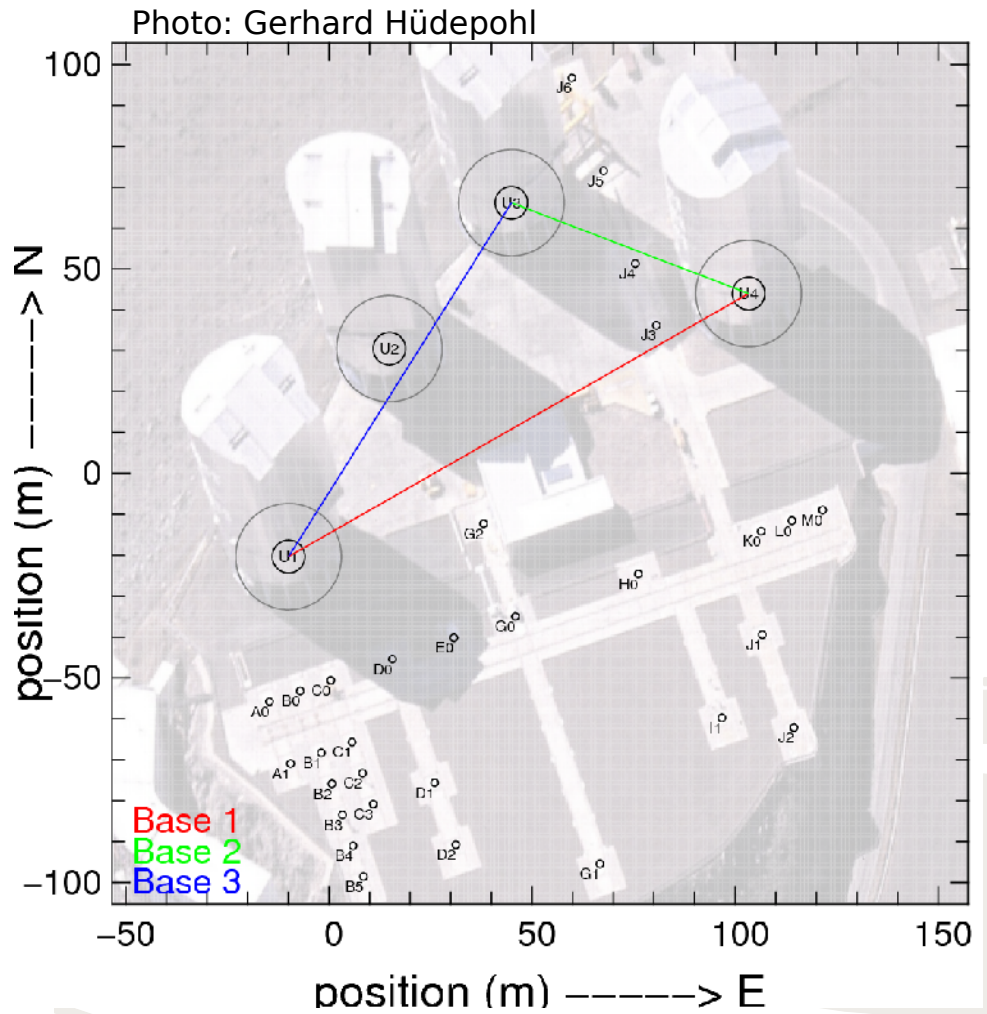 Photo: Gerhard Hüdepohl
100
J6
J5
U3
50
J4
U4
J3
U2
position (m) −−−−−> N
0
M0
L0
G2
K0
U1
H0
G0
J1
E0
D0
−50
C0
B0
A0
I1
J2
C1
B1
A1
C2
B2
D1
C3
B3
Base 1
B4
D2
Base 2
G1
B5
Base 3
−100
−50 0 50 100 150
position (m) −−−−−> E